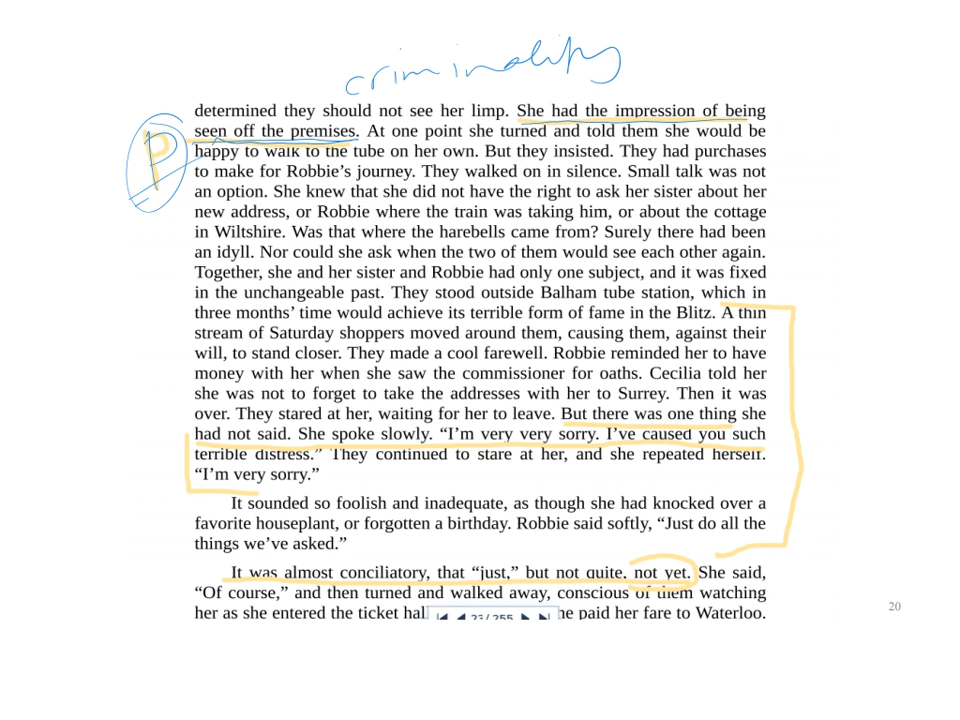 criminality
determined they should not see her limp. She had the impression of being
P
seen off the premises. At one point she turned and told them she would be
happy to walk to the tube on her own. But they insisted. They had purchases
to make for Robbie’s journey. They walked on in silence. Small talk was not
an option. She knew that she did not have the right to ask her sister about her
new address, or Robbie where the train was taking him, or about the cottage
in Wiltshire. Was that where the harebells came from? Surely there had been
an idyll. Nor could she ask when the two of them would see each other again.
Together, she and her sister and Robbie had only one subject, and it was fixed
in the unchangeable past. They stood outside Balham tube station, which in
three months’ time would achieve its terrible form of fame in the Blitz. A thin
stream of Saturday shoppers moved around them, causing them, against their
will, to stand closer. They made a cool farewell. Robbie reminded her to have
money with her when she saw the commissioner for oaths. Cecilia told her
she was not to forget to take the addresses with her to Surrey. Then it was
over. They stared at her, waiting for her to leave. But there was one thing she
had not said. She spoke slowly. “I’m very very sorry. I’ve caused you such
terrible distress.” They continued to stare at her, and she repeated herself.
“I’m very sorry.”
It sounded so foolish and inadequate, as though she had knocked over a
favorite houseplant, or forgotten a birthday. Robbie said softly, “Just do all the
things we’ve asked.”
It was almost conciliatory, that “just,” but not quite, not yet. She said,
“Of course,” and then turned and walked away, conscious of them watching
her as she entered the ticket hal he paid her fare to Waterloo.
23/255
20